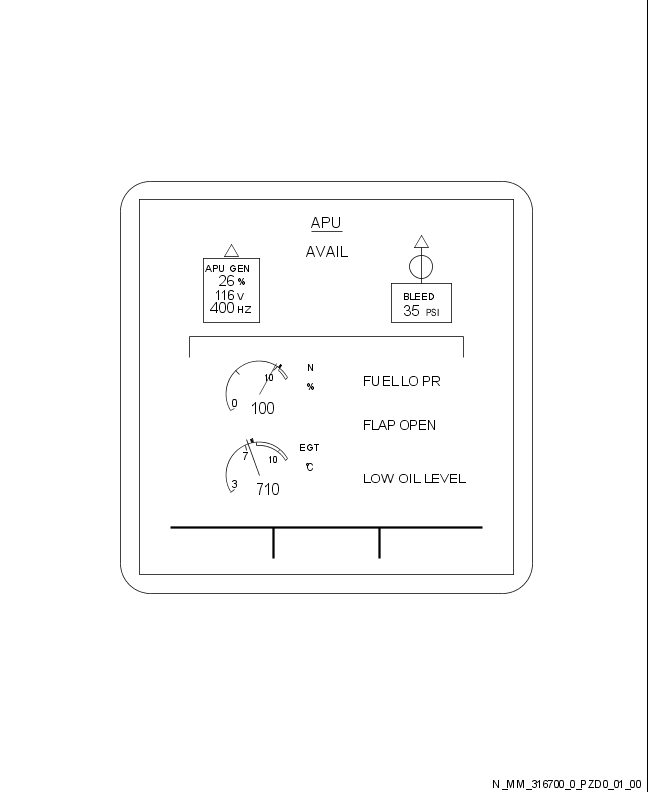 APU
AVAIL
APU GEN
26 %
116 V
400 HZ
BLEED
35 PSI
N
%
10
0
100
FUEL LO PR
FLAP OPEN
EGT
°C
7
10
3
710
LOW OIL LEVEL
N_MM_316700_0_PZD0_01_00